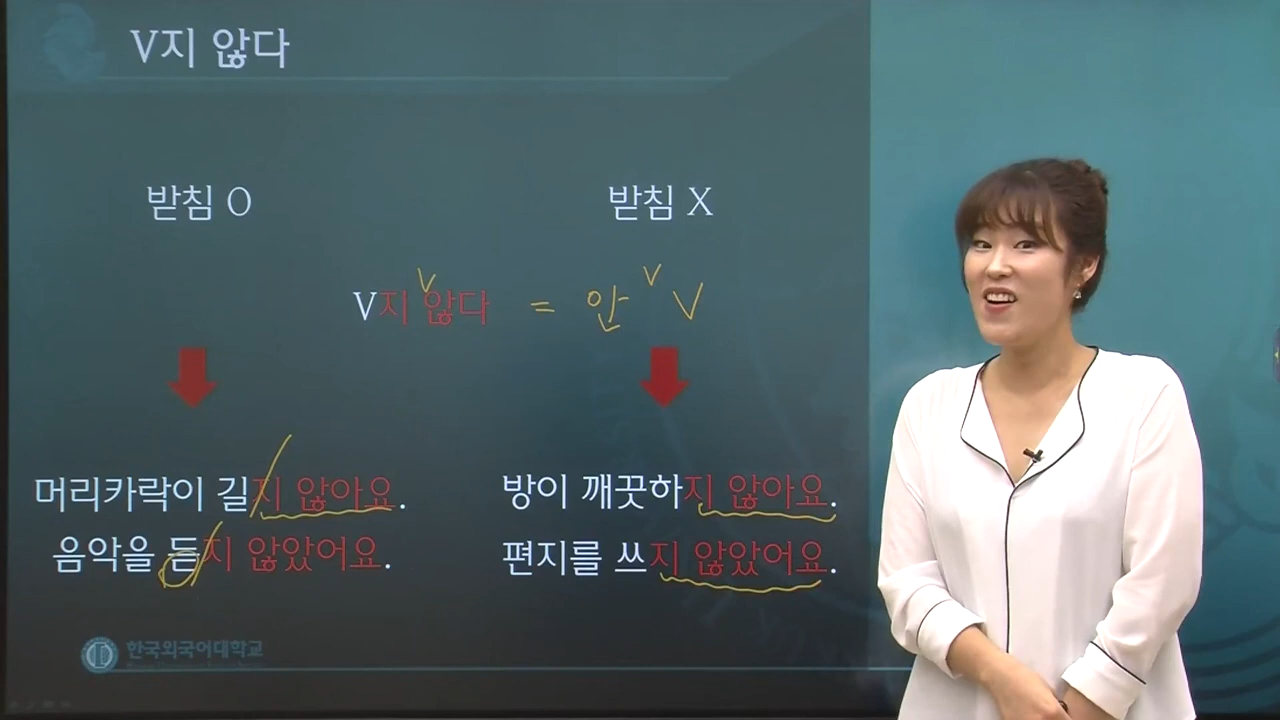 V지 않다
받침 O
받침 X
V지 않다 = 안 V
머리카락이 길지 않아요.
방이 깨끗하지 않아요.
음악을 듣지 않았어요.
편지를 쓰지 않았어요.
한국외국어대학교